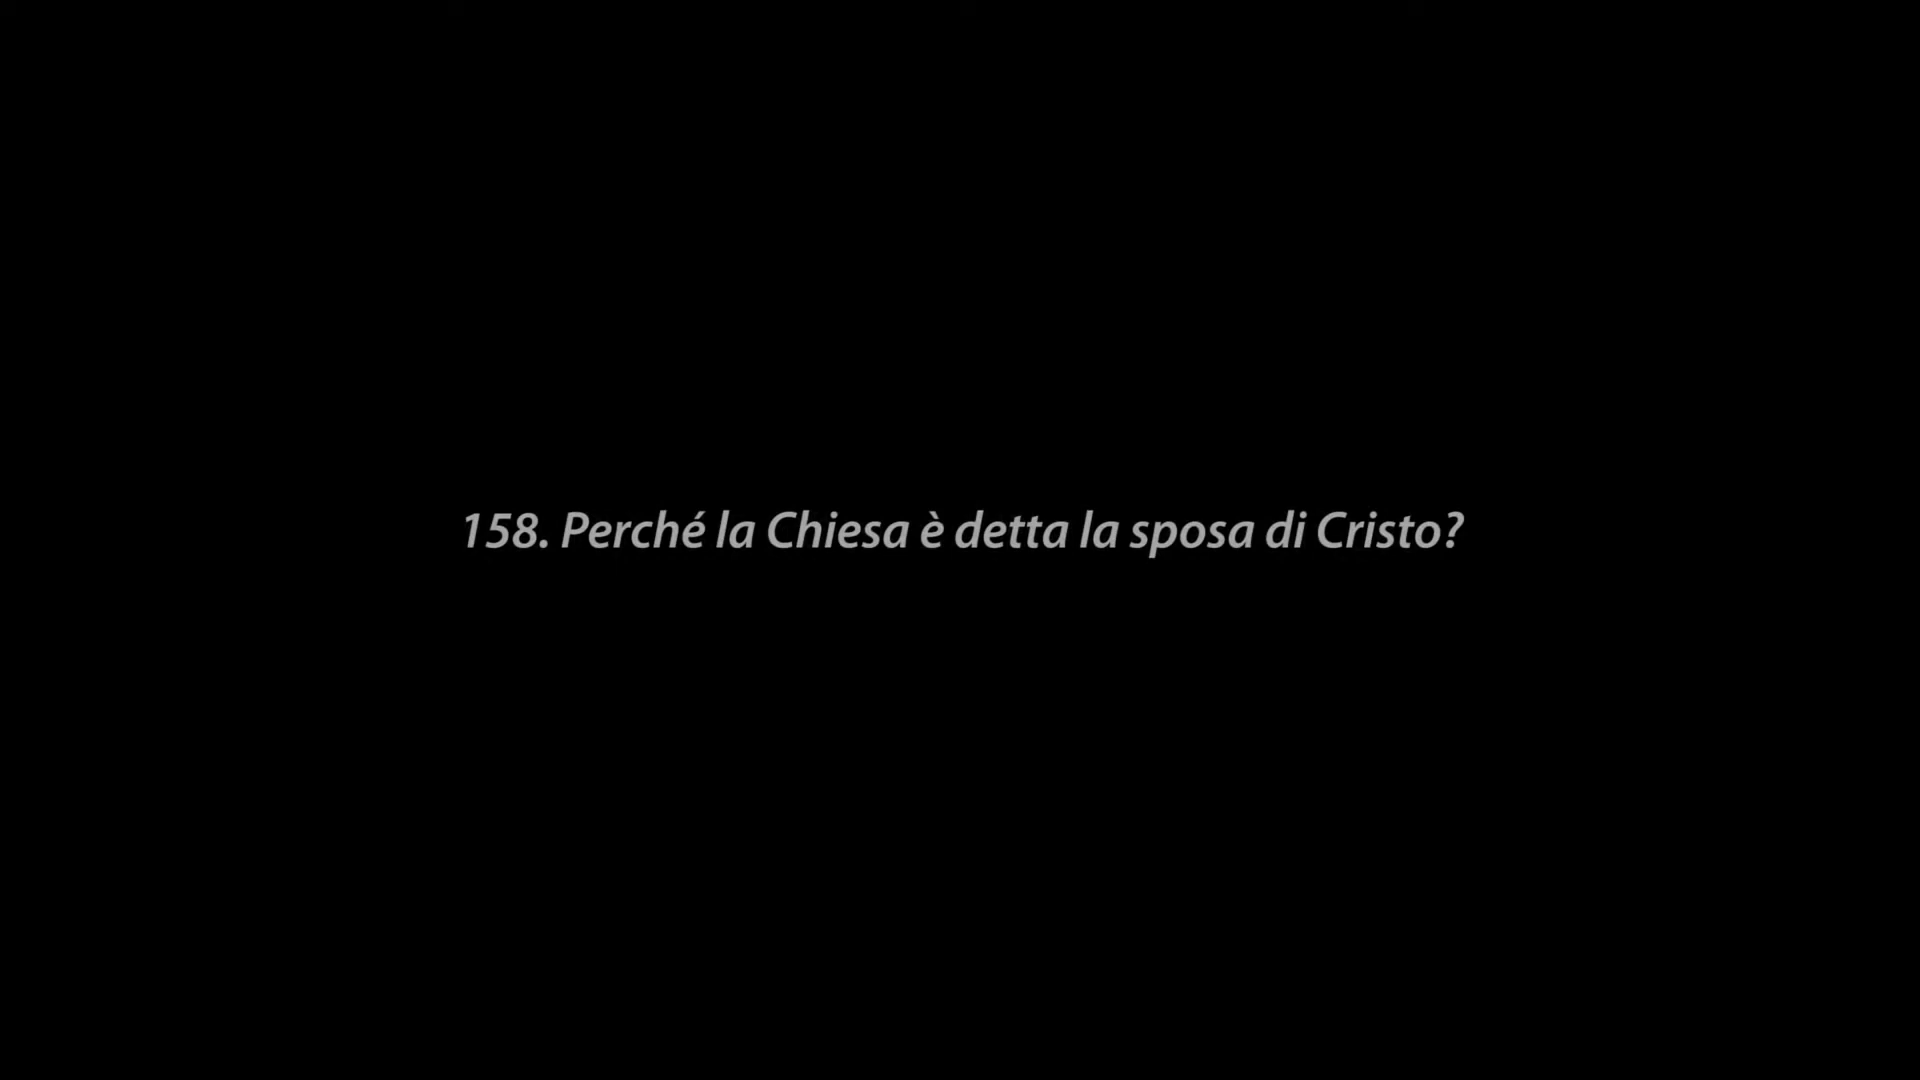 158. Perché la Chiesa è detta la sposa di Cristo?